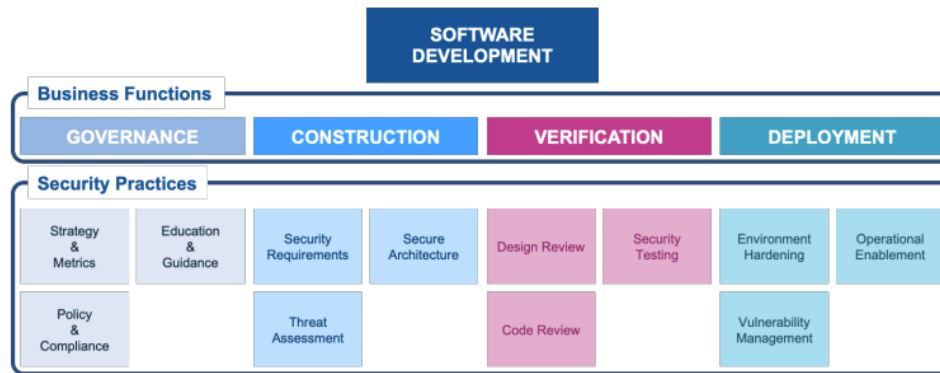 SOFTWARE
DEVELOPMENT
Business Functions
GOVERNANCE
CONSTRUCTION
VERIFICATION
DEPLOYMENT
Security Practices
Strategy
&
Metrics
Education
&
Guidance
Security
Requirements
Secure
Architecture
Design Review
Security
Testing
Environment
Hardening
Operational
Enablement
Policy
&
Compliance
Threat
Assessment
Code Review
Vulnerability
Management